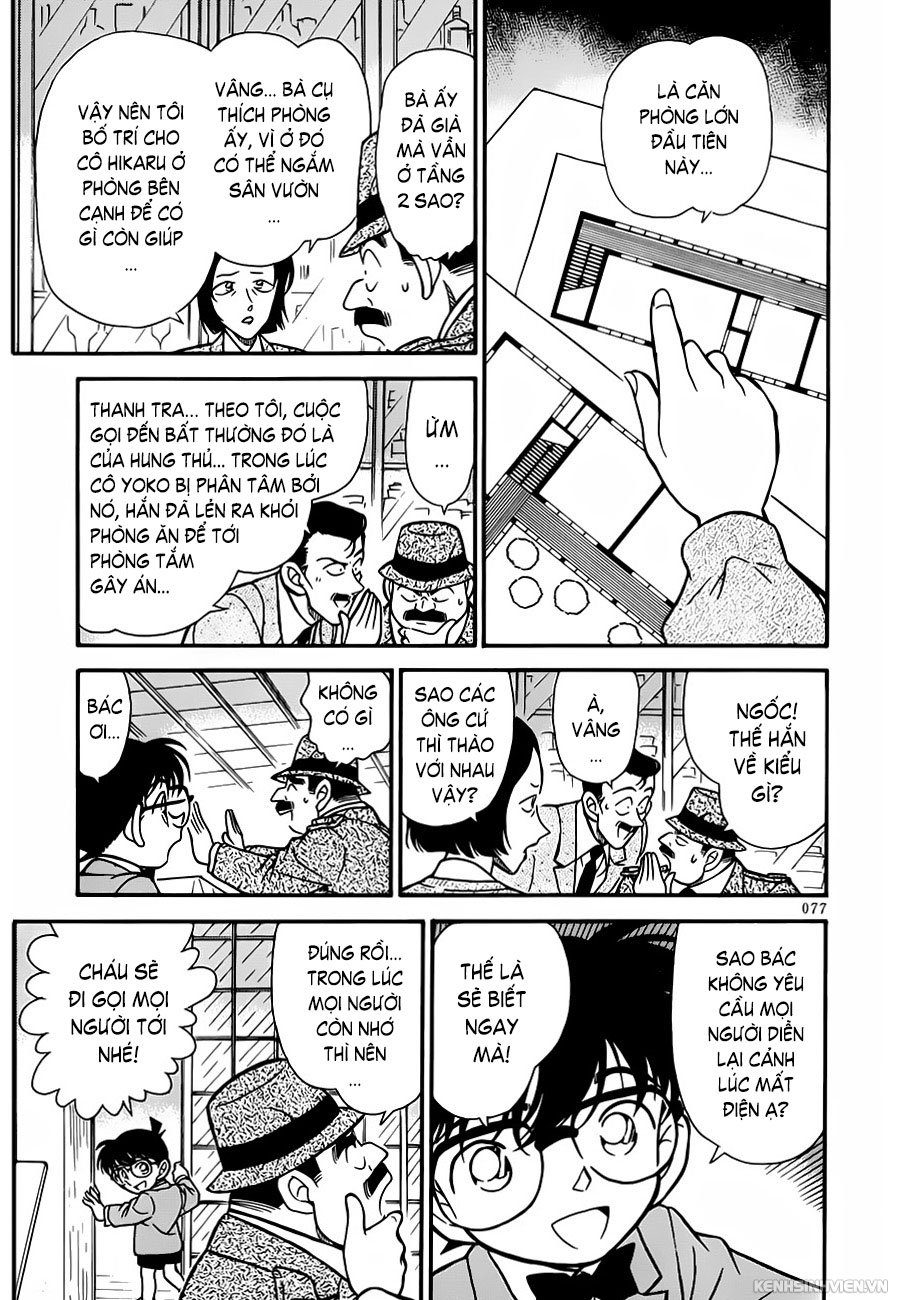 LÀ CĂN
PHÒNG LỚN
ĐẦU TIÊN
NÀY...
BÀ ẤY
ĐÃ GIÀ
MÀ VẪN
Ở TẦNG
2 SAO?
VÂNG... BÀ CỤ
THÍCH PHÒNG
ẤY, VÌ Ở ĐÓ
CÓ THỂ NGẮM
SÂN VƯỜN
...
VẬY NÊN TÔI
BỐ TRÍ CHO
CÔ HIKARU Ở
PHÒNG BÊN
CẠNH ĐỂ CÓ
GÌ CÒN GIÚP
...
ỪM
...
THANH TRA... THEO TÔI, CUỘC
GỌI ĐẾN BẤT THƯỜNG ĐÓ LÀ
CỦA HUNG THỦ... TRONG LÚC
CÔ YOKO BỊ PHÂN TÂM BỞI
NÓ, HẮN ĐÃ LẺN RA KHỎI
PHÒNG ĂN ĐỂ TỚI
PHÒNG TẮM
GÂY ÁN...
NGỐC!
THẾ HẮN
VỀ KIỂU
GÌ?
À,
VÂNG
...
SAO CÁC
ÔNG CỨ
THÌ THÀO
VỚI NHAU
VẬY?
KHÔNG
CÓ GÌ
...
BÁC
ƠI...
077
SAO BÁC
KHÔNG YÊU
CẦU MỌI
NGƯỜI DIỄN
LẠI CẢNH
LÚC MẤT
ĐIỆN Ạ?
THẾ LÀ
SẼ BIẾT
NGAY
MÀ!
ĐÚNG RỒI...
TRONG LÚC
MỌI NGƯỜI
CÒN NHỚ
THÌ NÊN
...
CHÁU SẼ
ĐI GỌI MỌI
NGƯỜI TỚI
NHÉ!
KENHSINHVIEN.VN